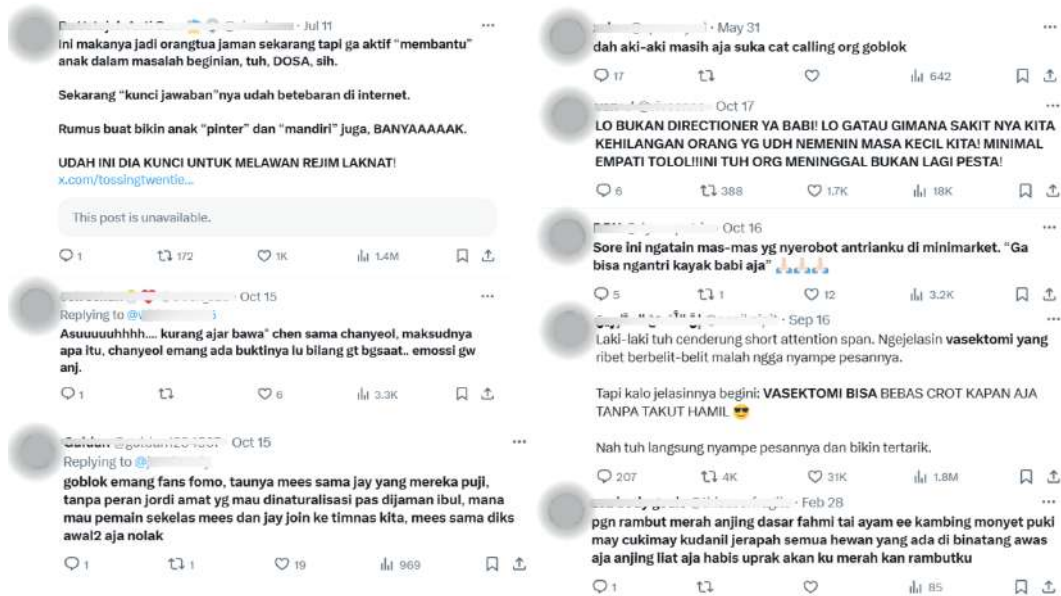 Jul 11
Ini makanya jadi orangtua jaman sekarang tapi ga aktif “membantu”
anak dalam masalah beginian, tuh, DOSA, sih.
Sekarang “kunci jawaban”nya udah betebaran di internet.
Rumus buat bikin anak “pinter” dan “mandiri” juga, BANYAAAAAK.
UDAH INI DIA KUNCI UNTUK MELAWAN REJIM LAKNAT!
x.com/tossingtwentie...
This post is unavailable.
1 172 1K 1.4M
Oct 15
Replying to
Asuuuuuhhhh.... kurang ajar bawa" chen sama chanyeol, maksudnya
apa itu, chanyeol emang ada buktinya lu bilang gt bgsaat.. emossi gw
anj.
1 6 3.3K
Oct 15
Replying to
goblok emang fans fomo, taunya mees sama jay yang mereka puji,
tanpa peran jordi amat yg mau dinaturalisasi pas dijaman ibul, mana
mau pemain sekelas mees dan jay join ke timnas kita, mees sama diks
awal2 aja nolak
1 1 19 969
May 31
dah aki-aki masih aja suka cat calling org goblok
17 642
Oct 17
LO BUKAN DIRECTIONER YA BABI! LO GATAU GIMANA SAKIT NYA KITA
KEHILANGAN ORANG YG UDH NEMENIN MASA KECIL KITA! MINIMAL
EMPATI TOLOL!!INI TUH ORG MENINGGAL BUKAN LAGI PESTA!
6 388 1.7K 18K
Oct 16
Sore ini ngatain mas-mas yg nyerobot antrianku di minimarket. “Ga
bisa ngantri kayak babi aja” 🙏🏻🙏🏻🙏🏻
5 1 12 3.2K
Sep 16
Laki-laki tuh cenderung short attention span. Ngejelasin vasektomi yang
ribet berbelit-belit malah ngga nyampe pesannya.
Tapi kalo jelasinnya begini: VASEKTOMI BISA BEBAS CROT KAPAN AJA
TANPA TAKUT HAMIL 😎
Nah tuh langsung nyampe pesannya dan bikin tertarik.
207 4K 31K 1.8M
Feb 28
pgn rambut merah anjing dasar fahmi tai ayam ee kambing monyet puki
may cukimay kudanil jerapah semua hewan yang ada di binatang awas
aja anjing liat aja habis uprak akan ku merah kan rambutku
1 85